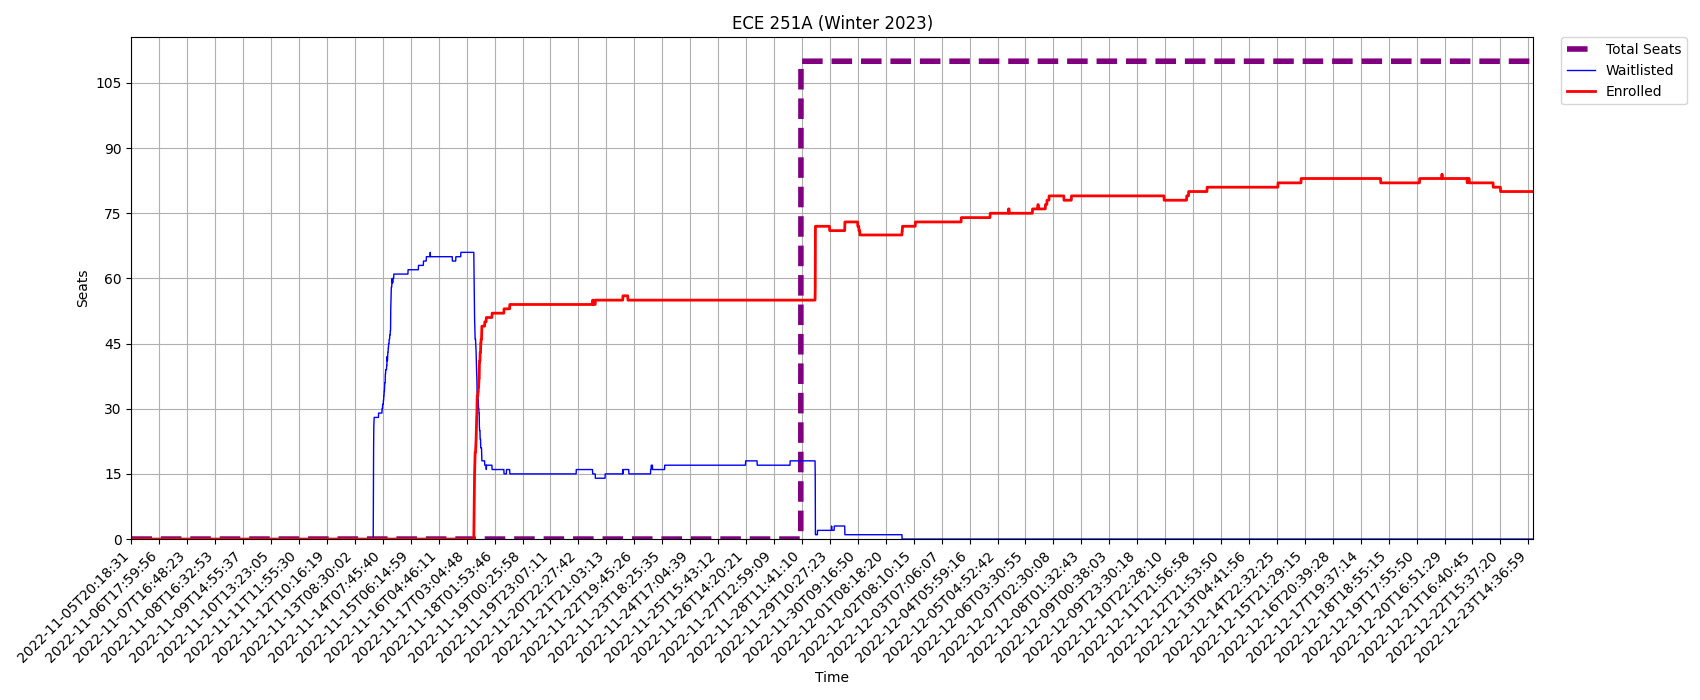 ECE 251A (Winter 2023)
Total Seats
Waitlisted
Enrolled
105
90
75
60
45
30
15
0
Seats
2022-11-05T20:18:31
2022-11-06T17:59:56
2022-11-07T16:48:23
2022-11-08T16:32:53
2022-11-09T14:55:37
2022-11-10T13:23:05
2022-11-11T11:55:30
2022-11-12T10:16:19
2022-11-13T08:30:02
2022-11-14T07:45:40
2022-11-15T06:14:59
2022-11-16T04:46:11
2022-11-17T03:04:48
2022-11-18T01:53:46
2022-11-19T00:25:58
2022-11-19T23:07:11
2022-11-20T22:27:42
2022-11-21T21:03:13
2022-11-22T19:45:26
2022-11-23T18:25:35
2022-11-24T17:04:39
2022-11-25T15:43:12
2022-11-26T14:20:21
2022-11-27T12:59:09
2022-11-28T11:41:10
2022-11-29T10:27:23
2022-11-30T09:16:50
2022-12-01T08:18:20
2022-12-02T08:10:15
2022-12-03T07:06:07
2022-12-04T05:59:16
2022-12-05T04:52:42
2022-12-06T03:30:55
2022-12-07T02:30:08
2022-12-08T01:32:43
2022-12-09T00:38:03
2022-12-09T23:30:18
2022-12-10T22:28:10
2022-12-11T21:56:58
2022-12-12T21:53:50
2022-12-13T04:41:56
2022-12-14T22:32:25
2022-12-15T21:29:15
2022-12-16T20:39:28
2022-12-17T19:37:14
2022-12-18T18:55:15
2022-12-19T17:55:50
2022-12-20T16:51:29
2022-12-21T16:40:45
2022-12-22T15:37:20
2022-12-23T14:36:59
Time